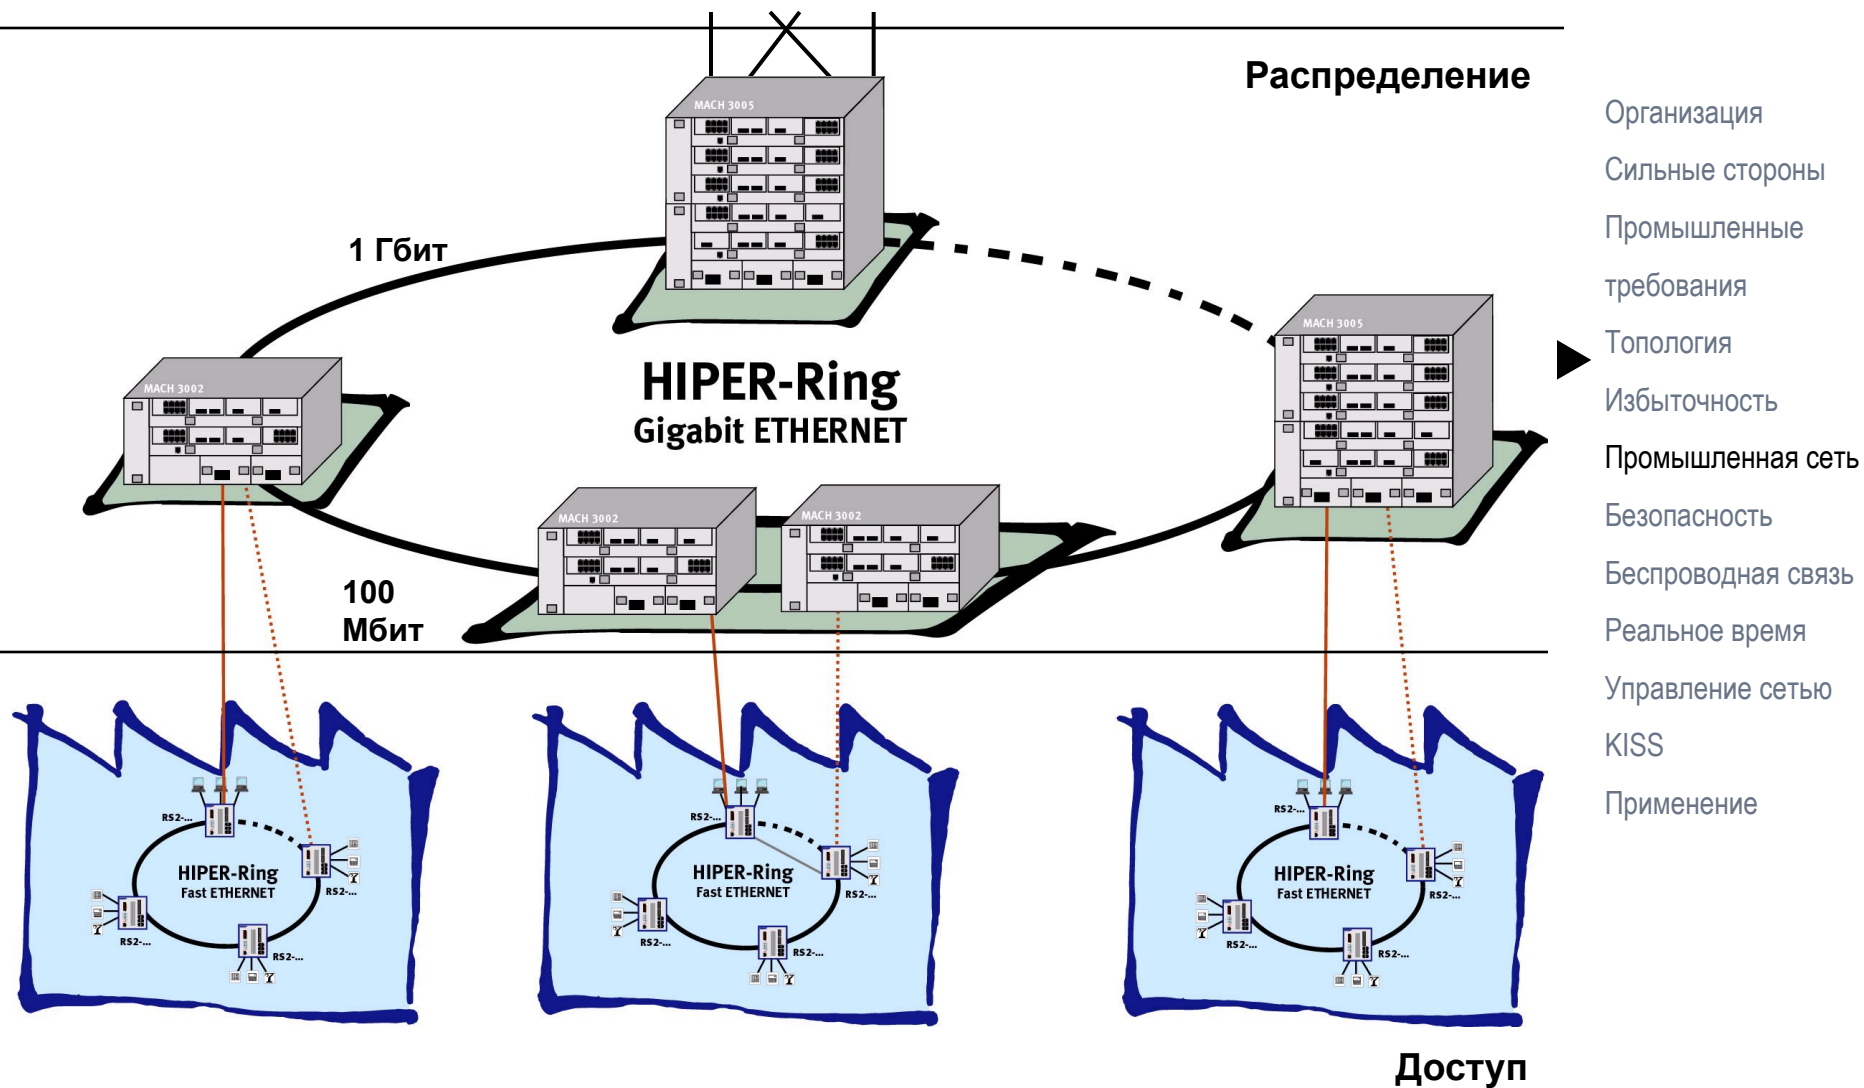 Распределение
MACH 3005
1 Гбит
MACH 3005
HIPER-Ring
Gigabit ETHERNET
MACH 3002
MACH 3002
MACH 3002
100
Мбит
RS2-...
HIPER-Ring
Fast ETHERNET
RS2-...
RS2-...
RS2-...
RS2-...
HIPER-Ring
Fast ETHERNET
RS2-...
RS2-...
RS2-...
RS2-...
HIPER-Ring
Fast ETHERNET
RS2-...
RS2-...
RS2-...
Доступ
Организация
Сильные стороны
Промышленные
требования
Топология
Избыточность
Промышленная сеть
Безопасность
Беспроводная связь
Реальное время
Управление сетью
KISS
Применение